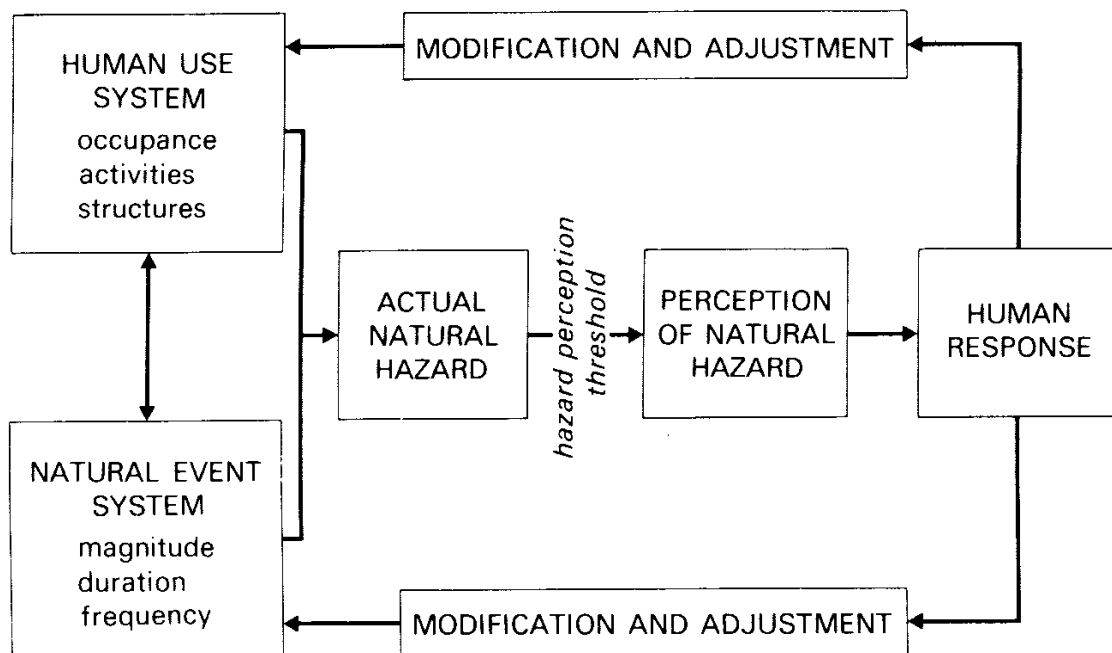 HUMAN USE
SYSTEM
occupance
activities
structures
MODIFICATION AND ADJUSTMENT
ACTUAL
NATURAL
HAZARD
hazard perception
threshold
PERCEPTION
OF NATURAL
HAZARD
HUMAN
RESPONSE
NATURAL EVENT
SYSTEM
magnitude
duration
frequency
MODIFICATION AND ADJUSTMENT